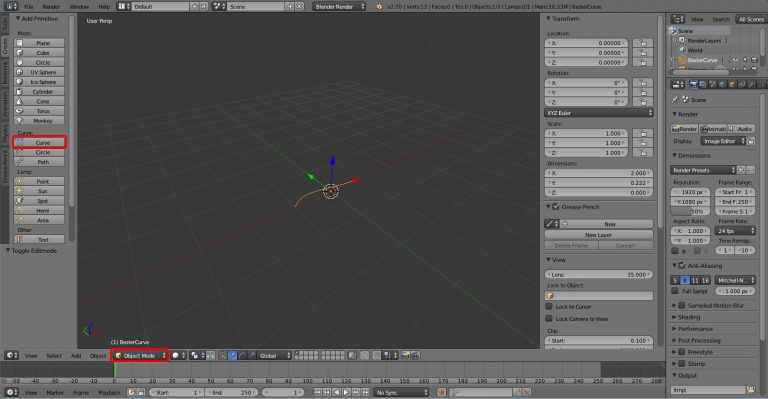 File Render Window Help Default Scene Blender Render v2.70 | Verts:13 | Faces:0 | Tris:0 | Objects:1/3 | Lamps:0/1 | Mem:10.33M | BezierCurve
Tools
Create
Relations
Animation
Physics
Grease Pencil
Add Primitive
Mesh:
Plane
Cube
Circle
UV Sphere
Ico Sphere
Cylinder
Cone
Torus
Monkey
Curve:
Curve
Circle
Path
Lamp:
Point
Sun
Spot
Hemi
Area
Other:
Text
Toggle Editmode
User Persp
(1) BezierCurve
Transform
Location:
X: 0.00000
Y: 0.00000
Z: 0.00000
Rotation:
X: 0°
Y: 0°
Z: 0°
XYZ Euler
Scale:
X: 1.000
Y: 1.000
Z: 1.000
Dimensions:
X: 2.000
Y: 0.222
Z: 0.000
Grease Pencil
New
New Layer
Delete Frame Convert
View
Lens: 35.000
Lock to Object:
Lock to Cursor
Lock Camera to View
Clip:
Start: 0.100
View Search All Scenes
Scene
RenderLayers
World
BezierCurve
Scene
Render
Render Animati Audio
Display: Image Editor
Dimensions
Render Presets
Resolution: Frame Range:
1920 px Start Fr: 1
Y:1080 px End F: 250
50% Frame S:1
Aspect Ratio: Frame Rate:
X: 1.000 24 fps
Y: 1.000 Time Remap...
B C 1 10
Anti-Aliasing
5 8 11 16 Mitchell-N...
Full Sampl 1.000 px
Sampled Motion Blur
Shading
Performance
Post Processing
Freestyle
Stamp
Output
/tmp\
View Select Add Object Object Mode Global
-50 -40 -30 -20 -10 0 10 20 30 40 50 60 70 80 90 100 110 120 130 140 150 160 170 180 190 200 210 220 230 240 250 260 270 280
View Marker Frame Playback Start: 1 End: 250 1 No Sync